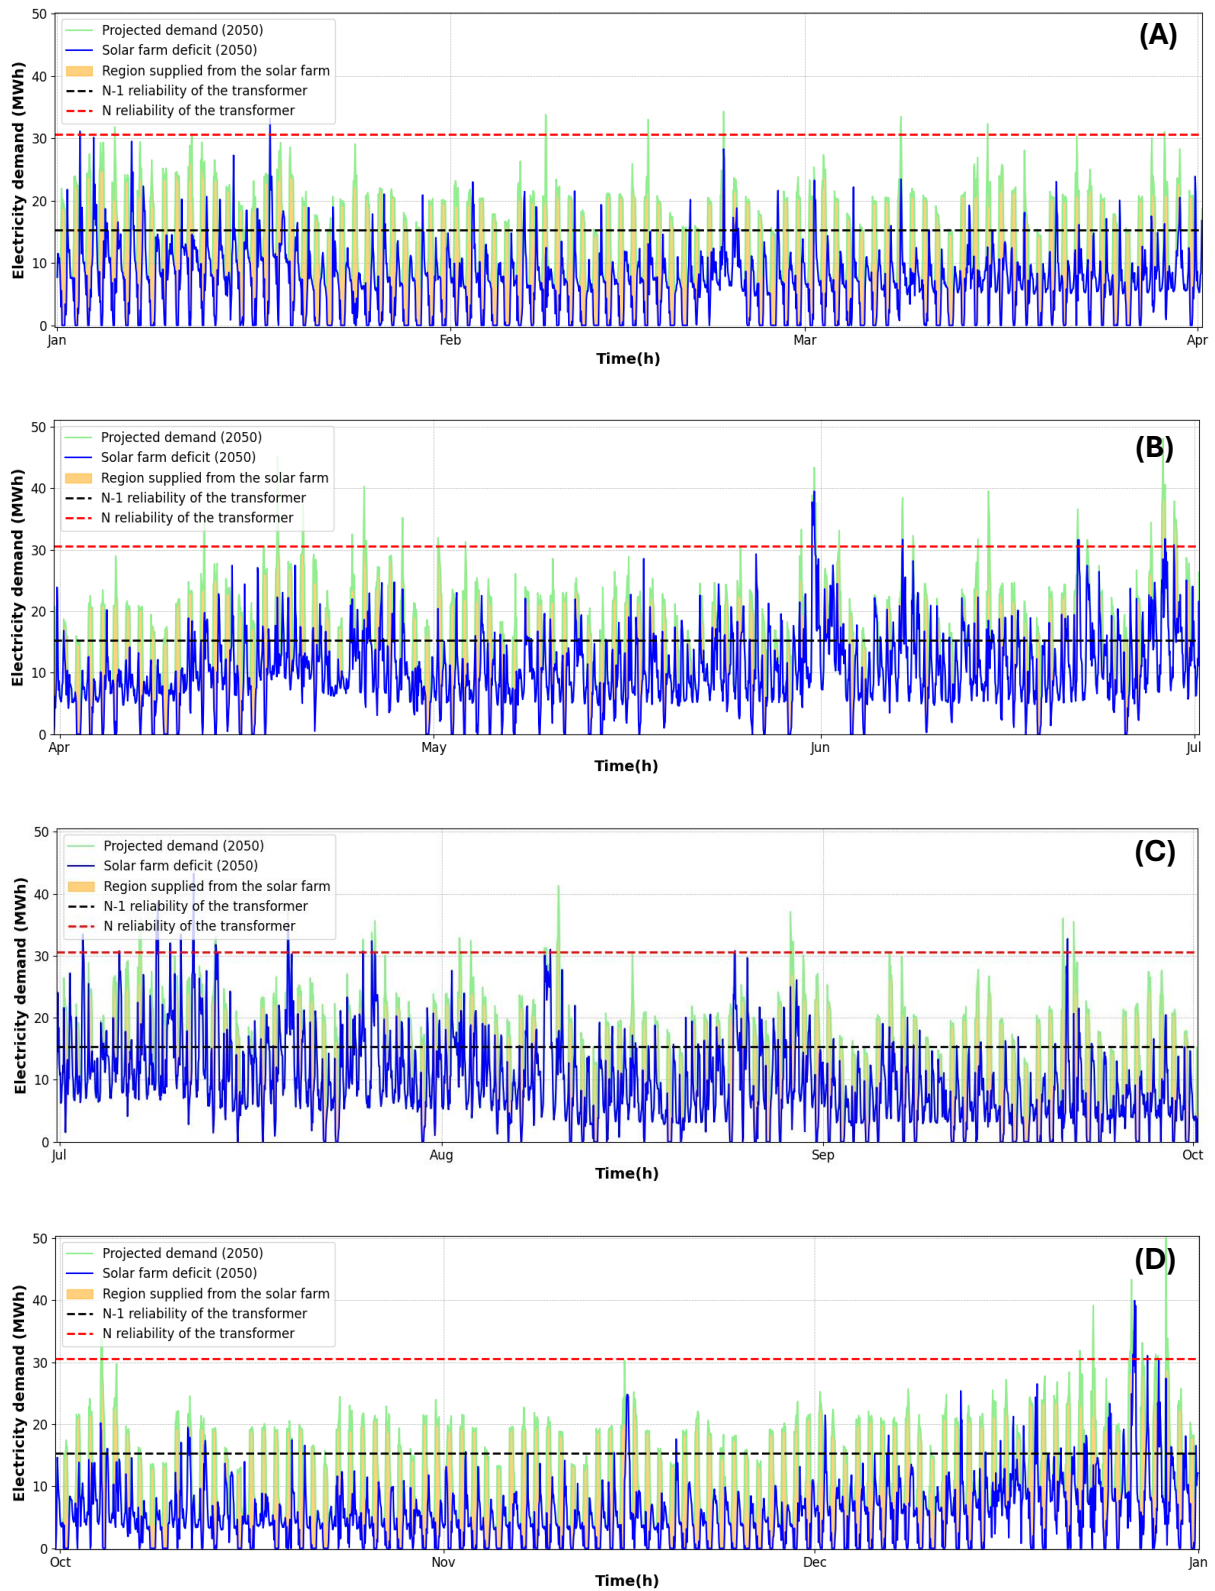 (A)
Electricity demand (MWh)
50
40
30
20
10
0
Projected demand (2050)
Solar farm deficit (2050)
Region supplied from the solar farm
N-1 reliability of the transformer
N reliability of the transformer
Jan Feb Mar Apr
Time(h)
(B)
Electricity demand (MWh)
50
40
30
20
10
0
Projected demand (2050)
Solar farm deficit (2050)
Region supplied from the solar farm
N-1 reliability of the transformer
N reliability of the transformer
Apr May Jun Jul
Time(h)
(C)
Electricity demand (MWh)
50
40
30
20
10
0
Projected demand (2050)
Solar farm deficit (2050)
Region supplied from the solar farm
N-1 reliability of the transformer
N reliability of the transformer
Jul Aug Sep Oct
Time(h)
(D)
Electricity demand (MWh)
50
40
30
20
10
0
Projected demand (2050)
Solar farm deficit (2050)
Region supplied from the solar farm
N-1 reliability of the transformer
N reliability of the transformer
Oct Nov Dec Jan
Time(h)